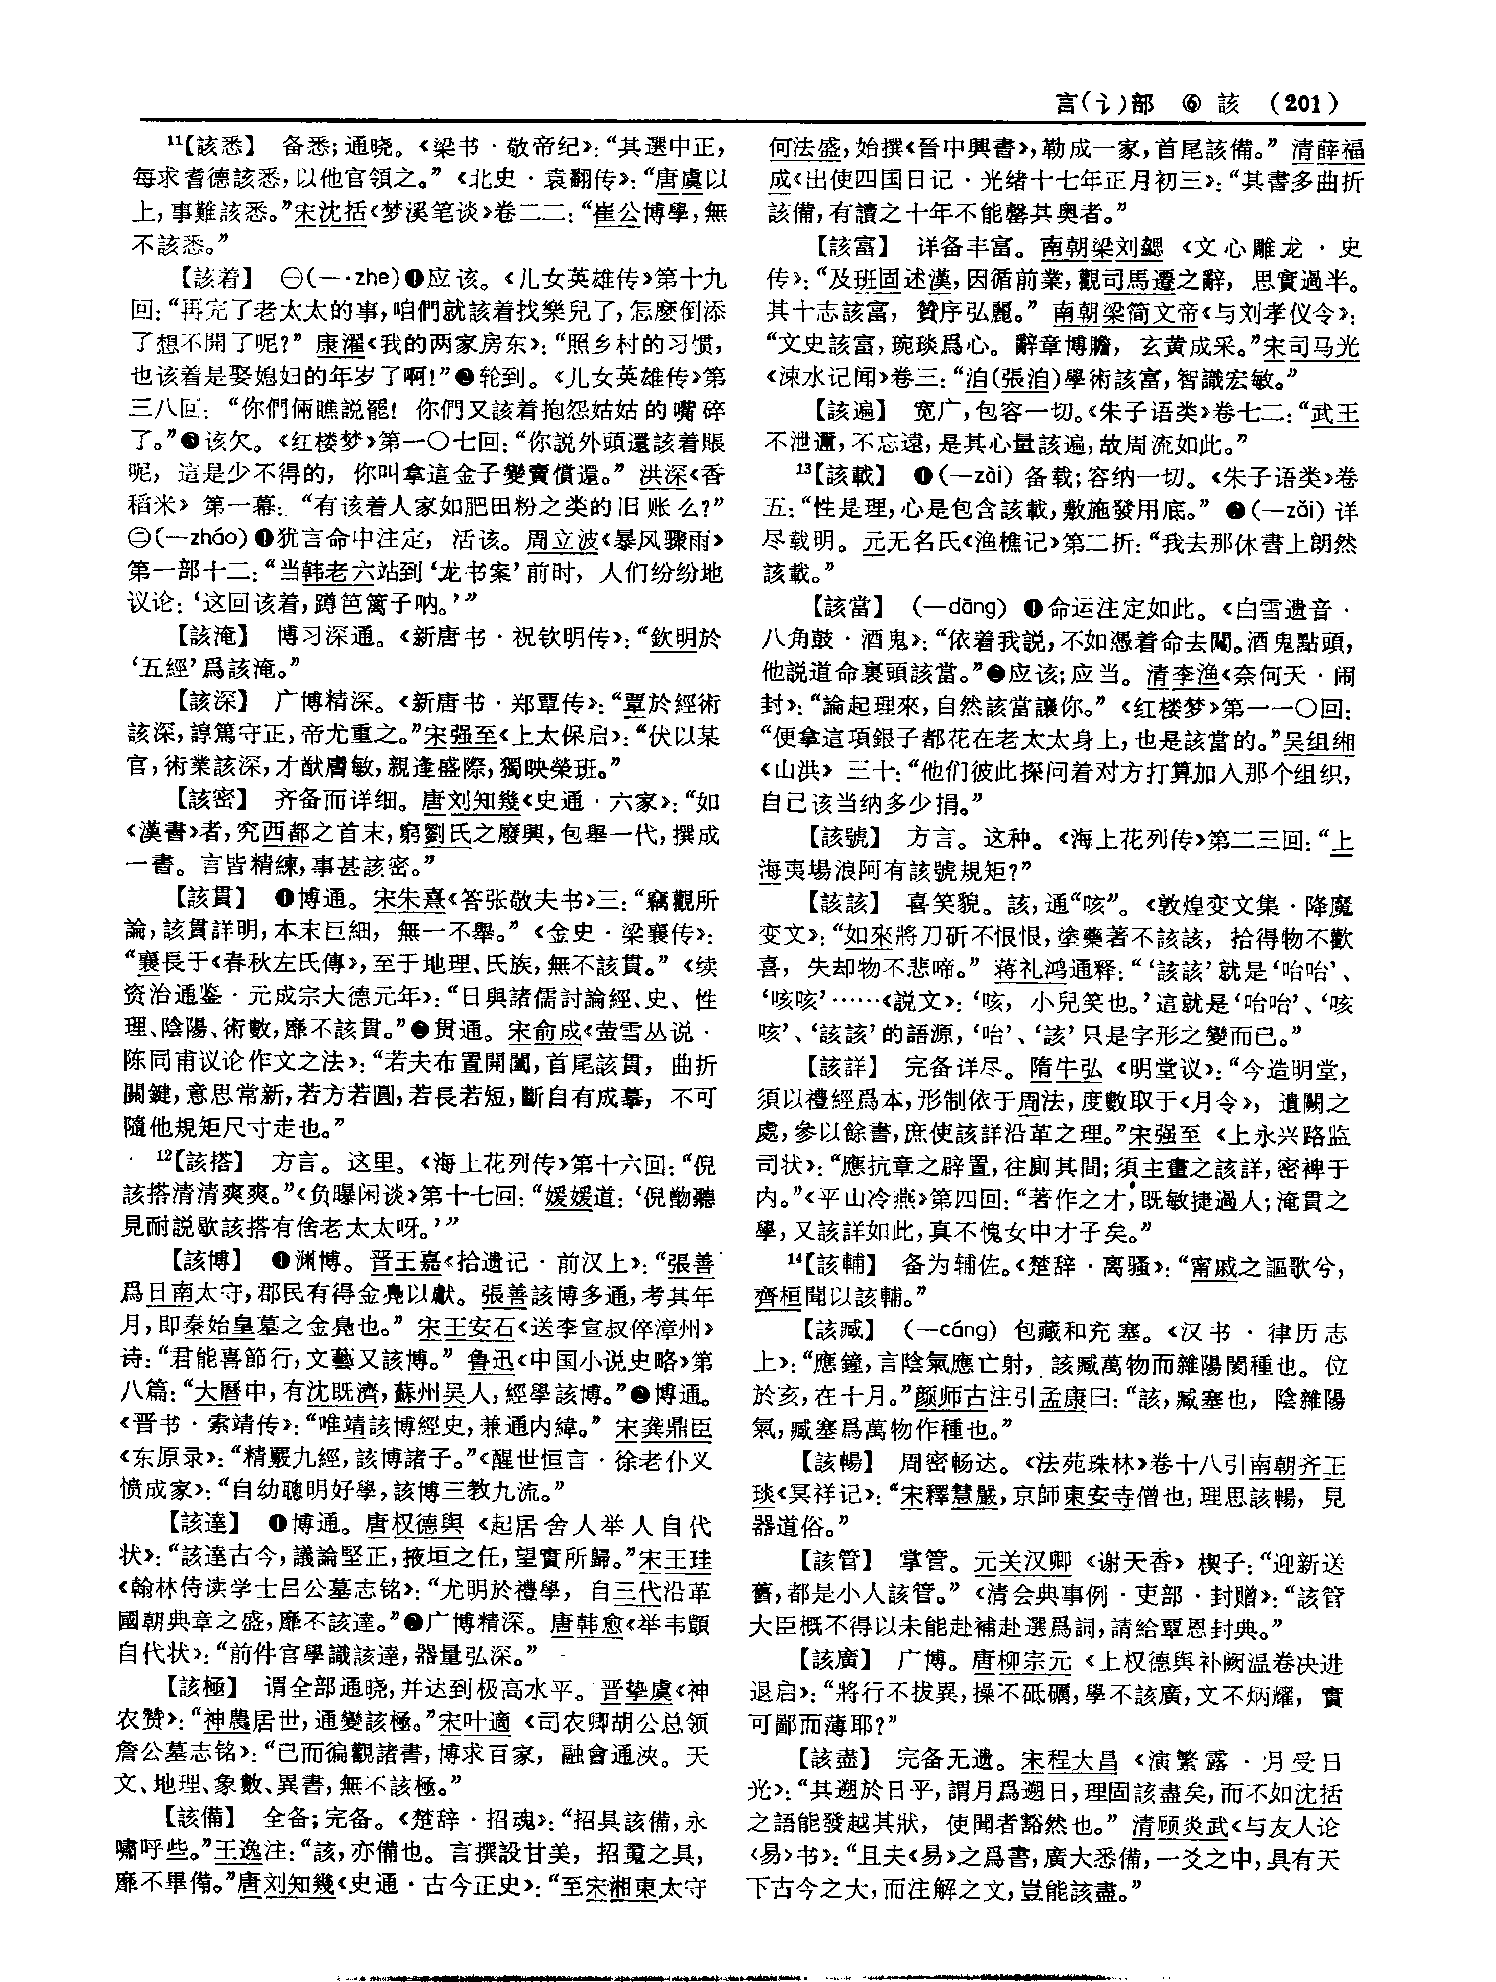 言(讠)部 ⑥ 該 (201)
¹¹【該悉】 备悉;通晓。《梁书·敬帝纪》:“其選中正,
每求耆德該悉,以他官領之。”《北史·袁翻传》:“唐虞以
上,事難該悉。”宋沈括《梦溪笔谈》卷二二:“崔公博學,無
不該悉。”
【該着】 ㊀(一·zhe)❶应该。《儿女英雄传》第十九
回:“再完了老太太的事,咱們就該着找樂兒了,怎麽倒添
了想不開了呢?”康濯《我的两家房东》:“照乡村的习惯,
也该着是娶媳妇的年岁了啊!”❷轮到。《儿女英雄传》第
三八回:“你們倆瞧説罷!你們又該着抱怨姑姑的嘴碎
了。”❸该欠。《红楼梦》第一〇七回:“你説外頭還該着賬
呢,這是少不得的,你叫拿這金子變賣償還。”洪深《香
稻米》第一幕:“有该着人家如肥田粉之类的旧账么?”
㊁(一zháo)❶犹言命中注定,活该。周立波《暴风骤雨》
第一部十二:“当韩老六站到‘龙书案’前时,人们纷纷地
议论:‘这回该着,蹲笆篱子呐。’”
【該淹】 博习深通。《新唐书·祝钦明传》:“欽明於
‘五經’爲該淹。”
【該深】 广博精深。《新唐书·郑覃传》:“覃於經術
該深,諄篤守正,帝尤重之。”宋强至《上太保启》:“伏以某
官,術業該深,才猷膚敏,親逢盛際,獨映榮班。”
【該密】 齐备而详细。唐刘知幾《史通·六家》:“如
《漢書》者,究西都之首末,窮劉氏之廢興,包舉一代,撰成
一書。言皆精練,事甚該密。”
【該貫】 ❶博通。宋朱熹《答张敬夫书》三:“竊觀所
論,該貫詳明,本末巨細,無一不舉。”《金史·梁襄传》:
“襄長于《春秋左氏傳》,至于地理、氏族,無不該貫。”《续
资治通鉴·元成宗大德元年》:“日與諸儒討論經、史、性
理、陰陽、術數,靡不該貫。”❷贯通。宋俞成《萤雪丛说·
陈同甫议论作文之法》:“若夫布置開闔,首尾該貫,曲折
關鍵,意思常新,若方若圓,若長若短,斷自有成摹,不可
隨他規矩尺寸走也。”
¹²【該搭】 方言。这里。《海上花列传》第十六回:“倪
該搭清清爽爽。”《负曝闲谈》第十七回:“媛媛道:‘倪勯聽
見耐説歇該搭有啥老太太呀。’”
【該博】 ❶渊博。晋王嘉《拾遗记·前汉上》:“張善
爲日南太守,郡民有得金鳧以獻。張善該博多通,考其年
月,即秦始皇墓之金鳧也。”宋王安石《送李宣叔倅漳州》
诗:“君能喜節行,文藝又該博。”鲁迅《中国小说史略》第
八篇:“大曆中,有沈既濟,蘇州吴人,經學該博。”❷博通。
《晋书·索靖传》:“唯靖該博經史,兼通内緯。”宋龚鼎臣
《东原录》:“精覈九經,該博諸子。”《醒世恒言·徐老仆义
愤成家》:“自幼聰明好學,該博三教九流。”
【該達】 ❶博通。唐权德舆《起居舍人举人自代
状》:“該達古今,議論堅正,掖垣之任,望實所歸。”宋王珪
《翰林侍读学士吕公墓志铭》:“尤明於禮學,自三代沿革
國朝典章之盛,靡不該達。”❷广博精深。唐韩愈《举韦顗
自代状》:“前件官學識該達,器量弘深。”
【該極】 谓全部通晓,并达到极高水平。晋挚虞《神
农赞》:“神農居世,通變該極。”宋叶適《司农卿胡公总领
詹公墓志铭》:“已而徧觀諸書,博求百家,融會通浹。天
文、地理、象數、異書,無不該極。”
【該備】 全备;完备。《楚辞·招魂》:“招具該備,永
嘯呼些。”王逸注:“該,亦備也。言撰設甘美,招䰟之具,
靡不畢備。”唐刘知幾《史通·古今正史》:“至宋湘東太守
何法盛,始撰《晉中興書》,勒成一家,首尾該備。”清薛福
成《出使四国日记·光绪十七年正月初三》:“其書多曲折
該備,有讀之十年不能罄其奥者。”
【該富】 详备丰富。南朝梁刘勰《文心雕龙·史
传》:“及班固述漢,因循前業,觀司馬遷之辭,思實過半。
其十志該富,贊序弘麗。”南朝梁简文帝《与刘孝仪令》:
“文史該富,琬琰爲心。辭章博贍,玄黄成采。”宋司马光
《涑水记闻》卷三:“洎(張洎)學術該富,智識宏敏。”
【該遍】 宽广,包容一切。《朱子语类》卷七二:“武王
不泄邇,不忘遠,是其心量該遍,故周流如此。”
¹³【該載】 ❶(一zài)备载;容纳一切。《朱子语类》卷
五:“性是理,心是包含該載,敷施發用底。”❷(一zǎi)详
尽载明。元无名氏《渔樵记》第二折:“我去那休書上朗然
該載。”
【該當】 (一dāng)❶命运注定如此。《白雪遗音·
八角鼓·酒鬼》:“依着我説,不如憑着命去闖。酒鬼點頭,
他説道命裏頭該當。”❷应该;应当。清李渔《奈何天·闹
封》:“論起理來,自然該當讓你。”《红楼梦》第一一〇回:
“便拿這項銀子都花在老太太身上,也是該當的。”吴组缃
《山洪》三十:“他们彼此探问着对方打算加入那个组织,
自己该当纳多少捐。”
【該號】 方言。这种。《海上花列传》第二三回:“上
海夷場浪阿有該號規矩?”
【該該】 喜笑貌。該,通“咳”。《敦煌变文集·降魔
变文》:“如來將刀斫不恨恨,塗藥著不該該,拾得物不歡
喜,失却物不悲啼。”蒋礼鸿通释:“‘該該’就是‘咍咍’、
‘咳咳’……《説文》:‘咳,小兒笑也。’這就是‘咍咍’、‘咳
咳’、‘該該’的語源,‘咍’、‘該’只是字形之變而已。”
【該詳】 完备详尽。隋牛弘《明堂议》:“今造明堂,
須以禮經爲本,形制依于周法,度數取于《月令》,遺闕之
處,參以餘書,庶使該詳沿革之理。”宋强至《上永兴路监
司状》:“應抗章之辟置,往廁其間;須主畫之該詳,密裨于
内。”《平山冷燕》第四回:“著作之才,既敏捷過人;淹貫之
學,又該詳如此,真不愧女中才子矣。”
¹⁴【該輔】 备为辅佐。《楚辞·离骚》:“甯戚之謳歌兮,
齊桓聞以該輔。”
【該臧】 (一cáng)包藏和充塞。《汉书·律历志
上》:“應鐘,言陰氣應亡射,該臧萬物而雜陽閡種也。位
於亥,在十月。”颜师古注引孟康曰:“該,臧塞也,陰雜陽
氣,臧塞爲萬物作種也。”
【該暢】 周密畅达。《法苑珠林》卷十八引南朝齐王
琰《冥祥记》:“宋釋慧嚴,京師東安寺僧也,理思該暢,見
器道俗。”
【該管】 掌管。元关汉卿《谢天香》楔子:“迎新送
舊,都是小人該管。”《清会典事例·吏部·封赠》:“該管
大臣概不得以未能赴補赴選爲詞,請給覃恩封典。”
【該廣】 广博。唐柳宗元《上权德舆补阙温卷决进
退启》:“將行不拔異,操不砥礪,學不該廣,文不炳耀,實
可鄙而薄耶?”
【該盡】 完备无遗。宋程大昌《演繁露·月受日
光》:“其遡於日乎,謂月爲遡日,理固該盡矣,而不如沈括
之語能發越其狀,使聞者豁然也。”清顾炎武《与友人论
《易》书》:“且夫《易》之爲書,廣大悉備,一爻之中,具有天
下古今之大,而注解之文,豈能該盡。”